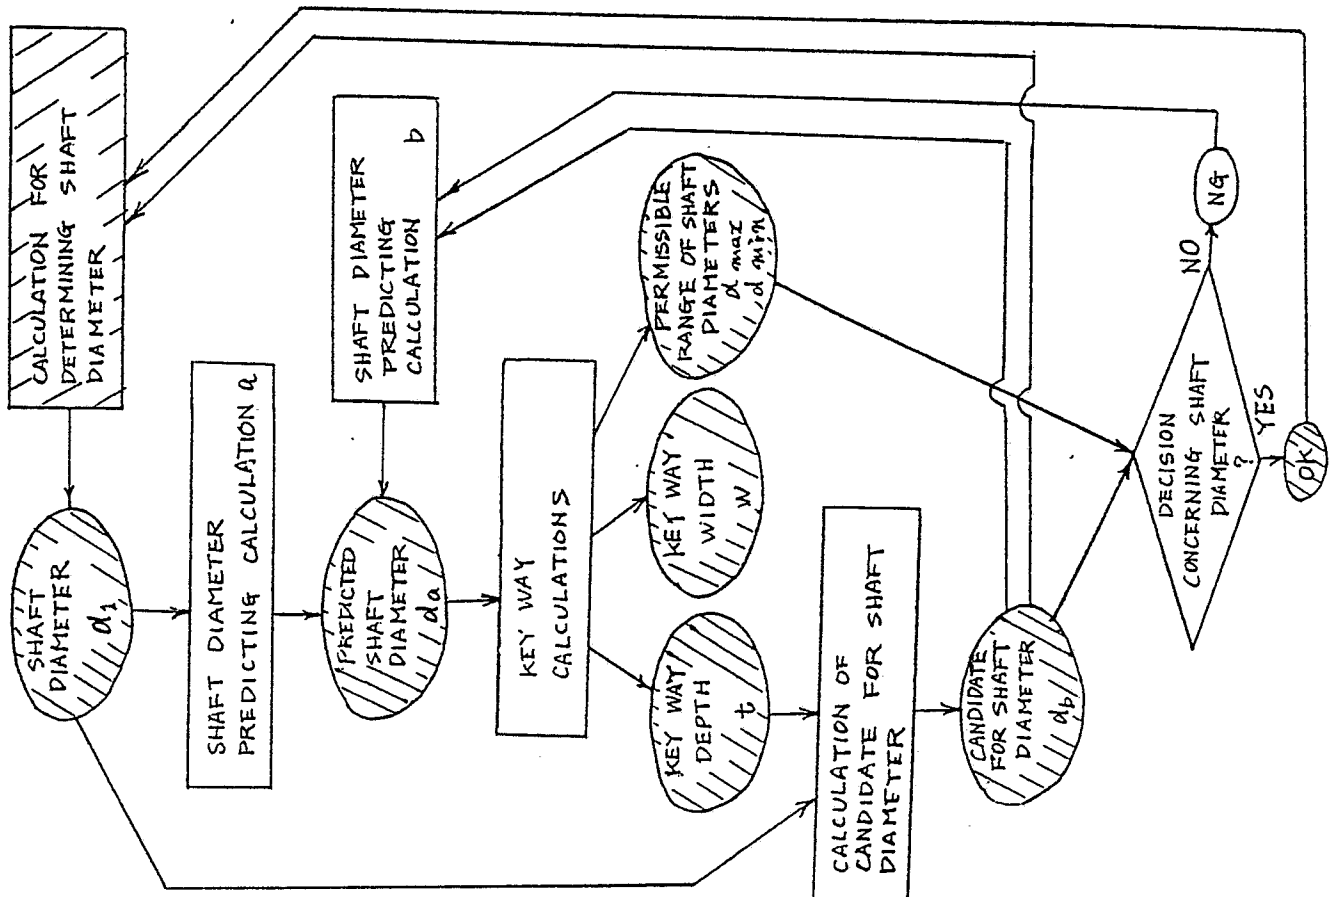 CALCULATION FOR
DETERMINING SHAFT
DIAMETER
SHAFT
DIAMETER
d1
SHAFT DIAMETER
PREDICTING CALCULATION a
SHAFT DIAMETER
PREDICTING
CALCULATION b
PREDICTED
SHAFT
DIAMETER
da
KEY WAY
CALCULATIONS
KEY WAY
DEPTH
t
KEY WAY
WIDTH
W
PERMISSIBLE
RANGE OF SHAFT
DIAMETERS
d max
d min
CALCULATION OF
CANDIDATE FOR SHAFT
DIAMETER
CANDIDATE
FOR SHAFT
DIAMETER
db
DECISION
CONCERNING SHAFT
DIAMETER
?
NO
NG
YES
OK